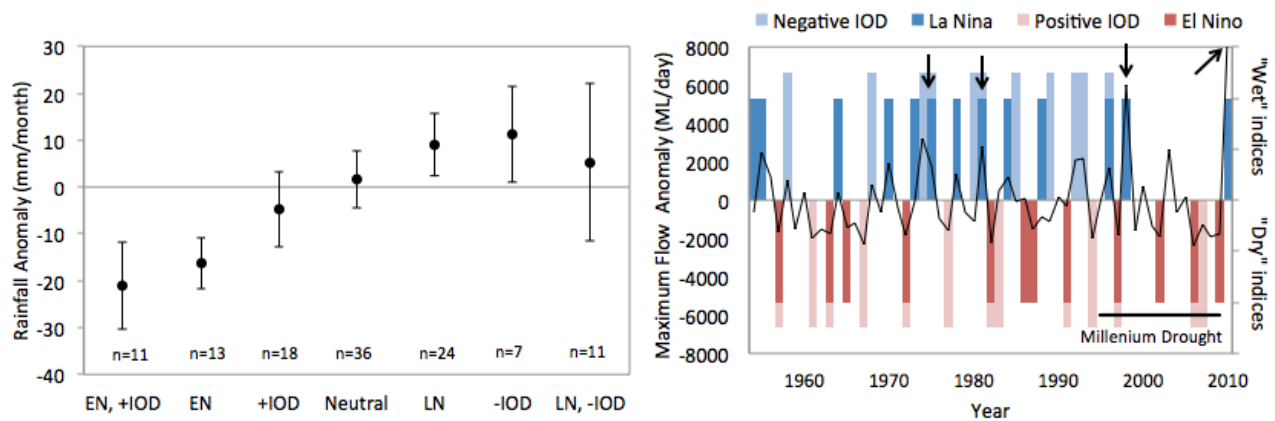 Rainfall Anomaly (mm/month)
30
20
10
0
-10
-20
-30
-40
n=11 n=13 n=18 n=36 n=24 n=7 n=11
EN, +IOD EN +IOD Neutral LN -IOD LN, -IOD
Negative IOD La Nina Positive IOD El Nino
Maximum Flow Anomaly (ML/day)
8000
6000
4000
2000
0
-2000
-4000
-6000
-8000
"Wet" indices
"Dry" indices
Millenium Drought
1960 1970 1980 1990 2000 2010
Year